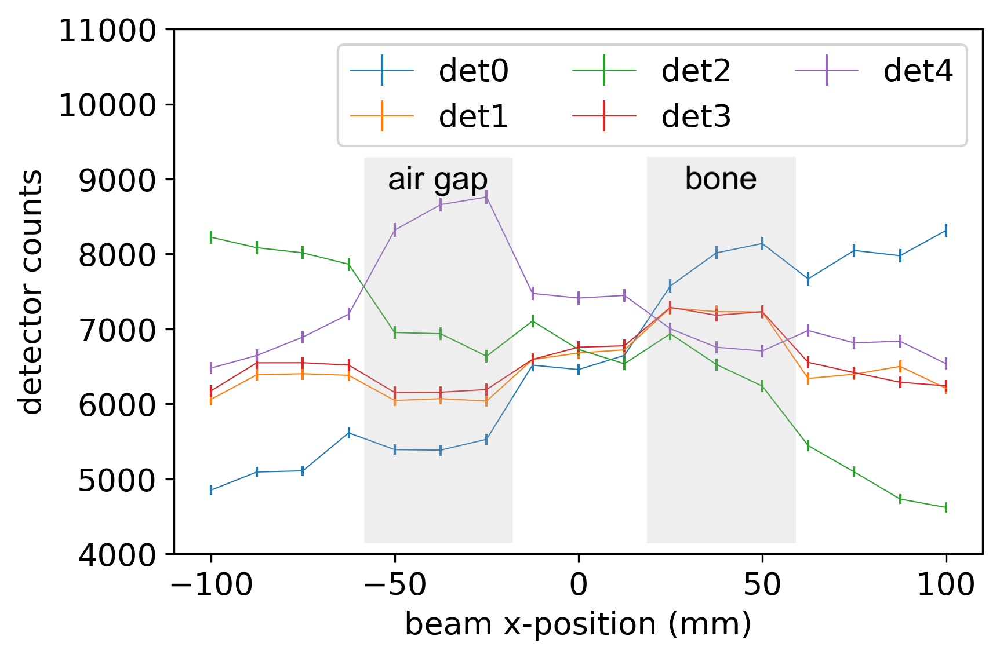 11000
10000
9000
8000
7000
6000
5000
4000
detector counts
det0 det2 det4
det1 det3
air gap bone
−100 −50 0 50 100
beam x-position (mm)